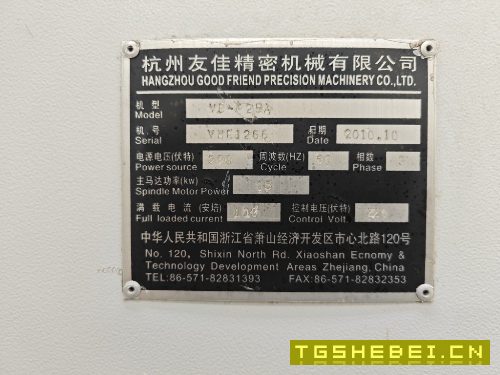 杭州友佳精密机械有限公司
HANGZHOU GOOD FRIEND PRECISION MACHINERY CO.,LTD.
机型
Model
机号 日期 2010.10
Serial Date
电源电压(伏特) 周波数(HZ) 相数 3
Power source Cycle Phase
主马达功率(kw)
Spindle Motor Power
满载电流(安培) 控制电压(伏特)
Full loaded current Control Volt.
中华人民共和国浙江省萧山经济开发区市心北路120号
No. 120, Shixin North Rd. Xiaoshan Ecnomy &
Technology Development Areas Zhejiang, China
TEL:86-571-82831393 FAX:86-571-82832353
TGSHEBEI.CN